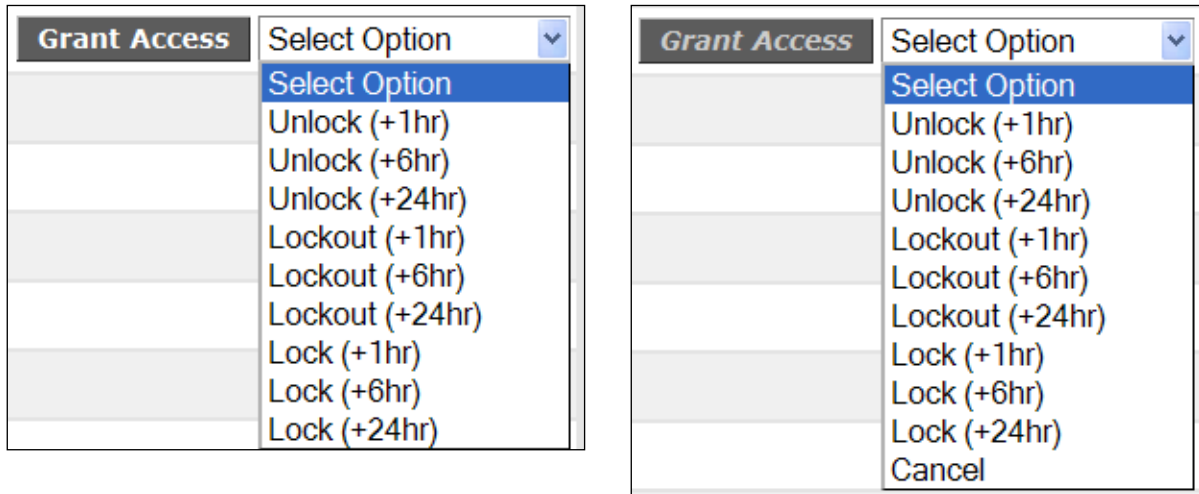 Grant Access Select Option
Select Option
Unlock (+1hr)
Unlock (+6hr)
Unlock (+24hr)
Lockout (+1hr)
Lockout (+6hr)
Lockout (+24hr)
Lock (+1hr)
Lock (+6hr)
Lock (+24hr)
Grant Access Select Option
Select Option
Unlock (+1hr)
Unlock (+6hr)
Unlock (+24hr)
Lockout (+1hr)
Lockout (+6hr)
Lockout (+24hr)
Lock (+1hr)
Lock (+6hr)
Lock (+24hr)
Cancel